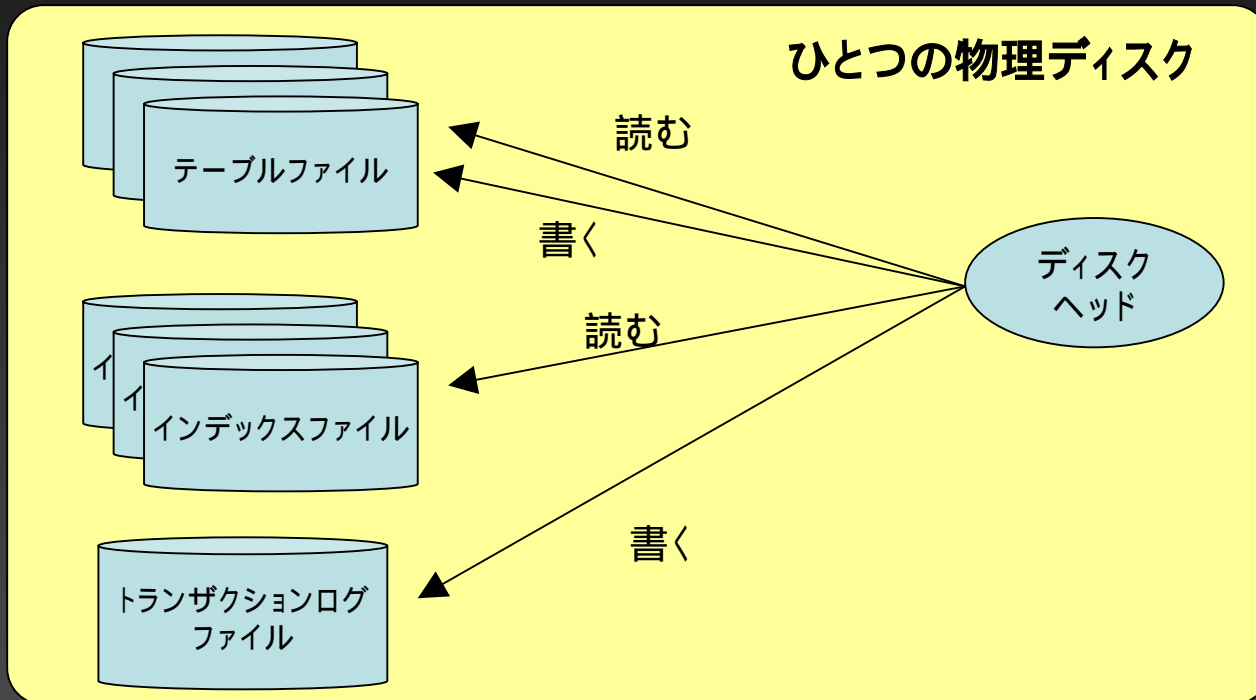 ひとつの物理ディスク
読む
テーブルファイル
書く
ディスク
ヘッド
読む
イ
イ
インデックスファイル
書く
トランザクションログ
ファイル